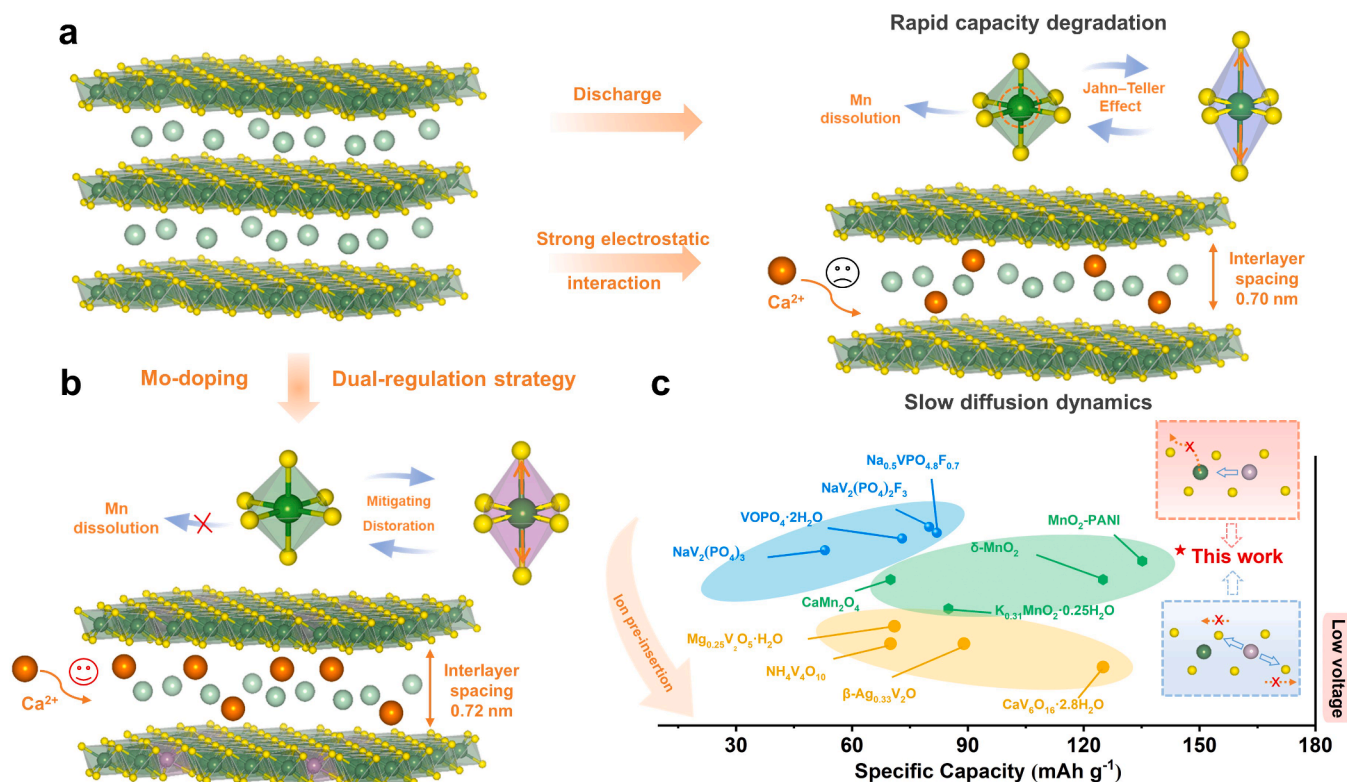 a
Rapid capacity degradation
Discharge
Mn
dissolution
Jahn–Teller
Effect
Strong electrostatic
interaction
Ca²⁺
Interlayer
spacing
0.70 nm
Slow diffusion dynamics
b
Mo-doping
Dual-regulation strategy
Mn
dissolution
Mitigating
Distoration
Ca²⁺
Interlayer
spacing
0.72 nm
c
Ion pre-insertion
Na₀.₅VPO₄.₈F₀.₇
NaV₂(PO₄)₂F₃
VOPO₄·2H₂O
NaV₂(PO₄)₃
MnO₂-PANI
δ-MnO₂
CaMn₂O₄
K₀.₃₁MnO₂·0.25H₂O
This work
Mg₀.₂₅V₂O₅·H₂O
NH₄V₄O₁₀
β-Ag₀.₃₃V₂O
CaV₆O₁₆·2.8H₂O
Low voltage
30 60 90 120 150 180
Specific Capacity (mAh g⁻¹)